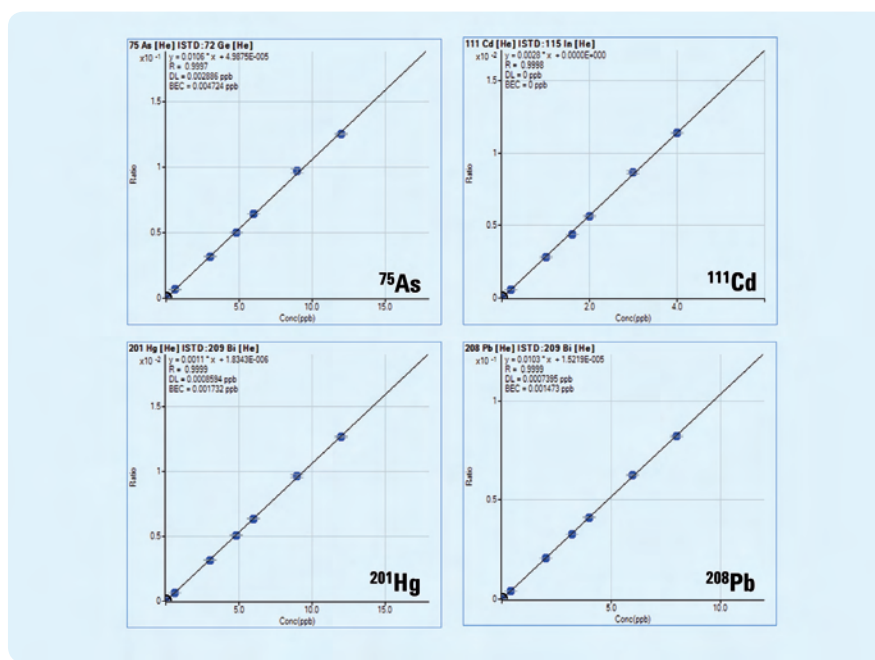 75 As [He] ISTD:72 Ge [He]
x10 -1
y = 0.0106 * x + 4.9875E-005
R = 0.9997
DL = 0.002886 ppb
BEC = 0.004724 ppb
1.5
1
0.5
0
Ratio
5.0 10.0 15.0
Conc(ppb)
75As
111 Cd [He] ISTD:115 In [He]
x10 -2
y = 0.0028 * x + 0.0000E+000
R = 0.9998
DL = 0 ppb
BEC = 0 ppb
1.5
1
0.5
0
Ratio
2.0 4.0
Conc(ppb)
111Cd
201 Hg [He] ISTD:209 Bi [He]
x10 -2
y = 0.0011 * x + 1.8343E-006
R = 0.9999
DL = 0.0008594 ppb
BEC = 0.001732 ppb
1.5
1
0.5
0
Ratio
5.0 10.0 15.0
Conc(ppb)
201Hg
208 Pb [He] ISTD:209 Bi [He]
x10 -1
y = 0.0103 * x + 1.5219E-005
R = 0.9999
DL = 0.0007395 ppb
BEC = 0.001473 ppb
1
0.5
0
Ratio
5.0 10.0
Conc(ppb)
208Pb